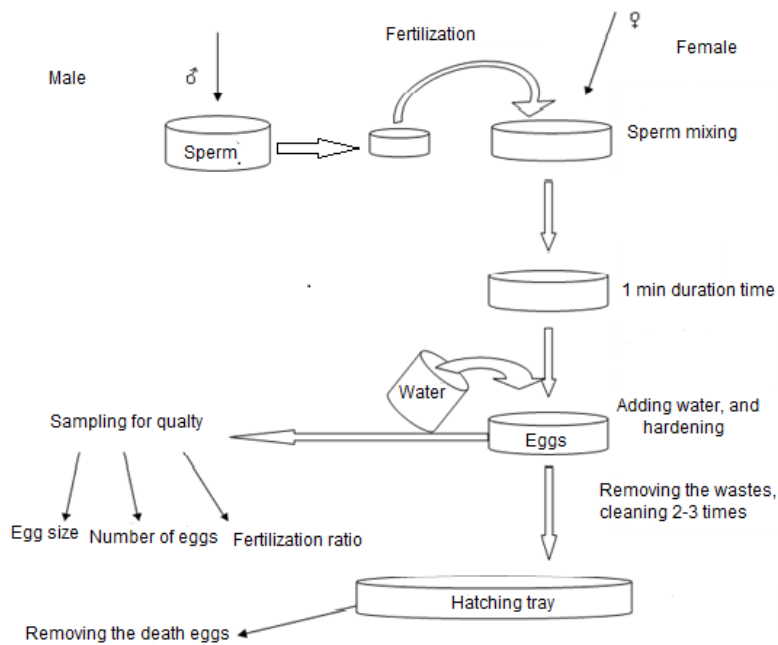 Fertilization
♀
Female
Male
♂
Sperm
Sperm mixing
1 min duration time
Water
Adding water, and
hardening
Sampling for qualty
Eggs
Removing the wastes,
cleaning 2-3 times
Egg size
Number of eggs
Fertilization ratio
Hatching tray
Removing the death eggs